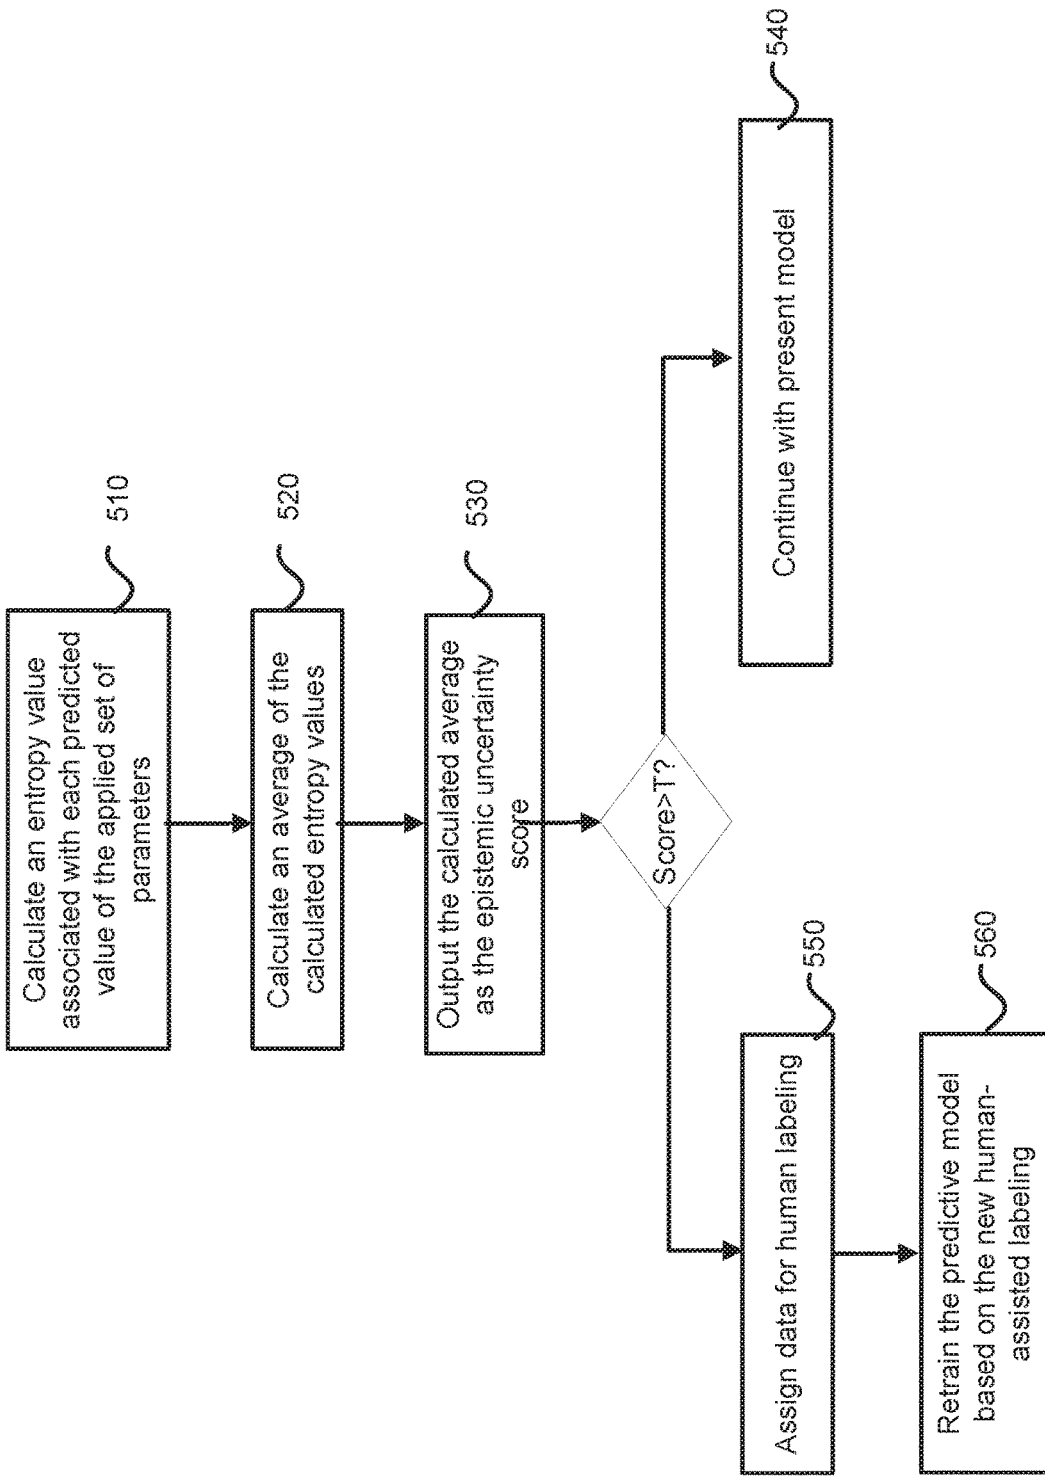 Calculate an entropy value
associated with each predicted
value of the applied set of
parameters
510
Calculate an average of the
calculated entropy values
520
Output the calculated average
as the epistemic uncertainty
score
530
Score>T?
Continue with present model
540
Assign data for human labeling
550
Retrain the predictive model
based on the new human-
assisted labeling
560